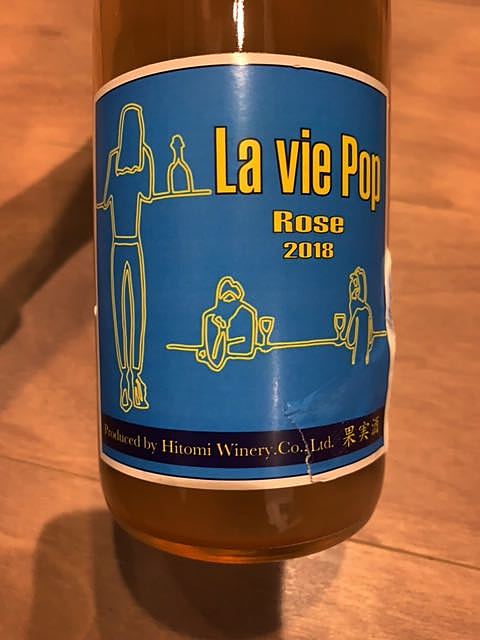 La vie Pop
Rose
2018
Produced by Hitomi Winery.Co.,Ltd. 果実酒